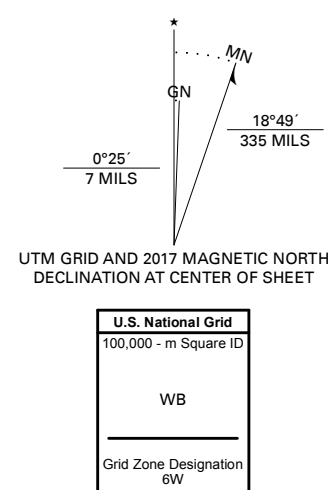 ★
MN
GN
18°49´
335 MILS
0°25´
7 MILS
UTM GRID AND 2017 MAGNETIC NORTH
DECLINATION AT CENTER OF SHEET
U.S. National Grid
100,000 - m Square ID
WB
Grid Zone Designation
6W